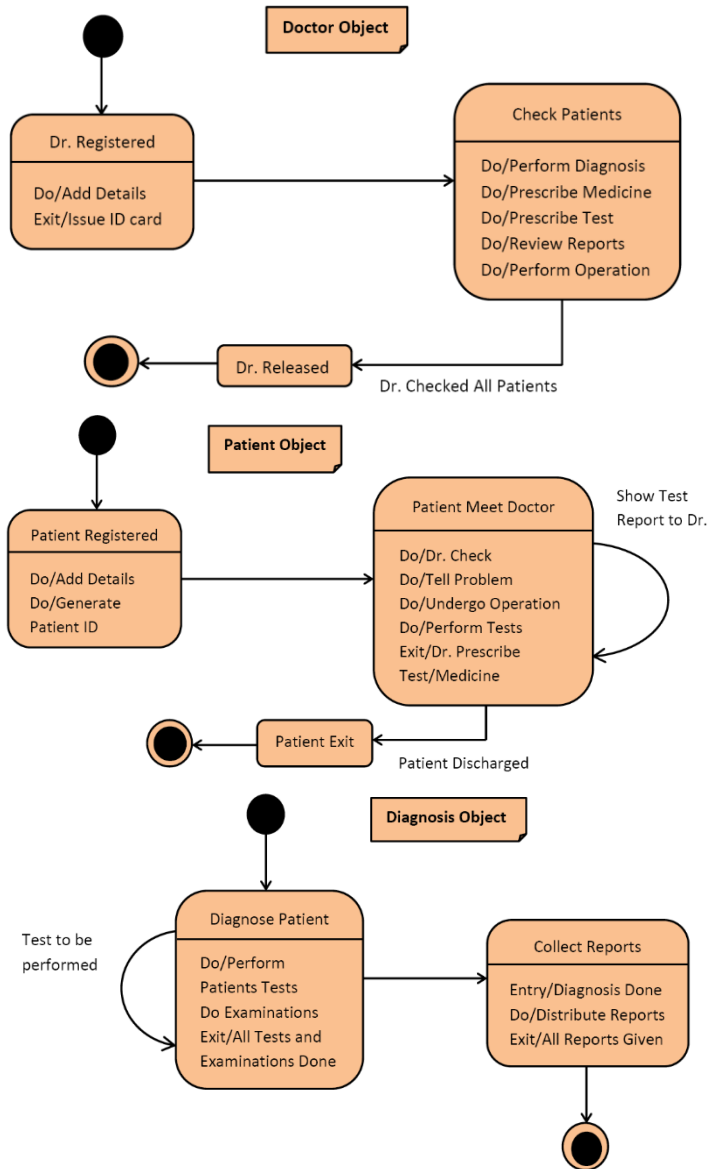 Doctor Object
Dr. Registered
Do/Add Details
Exit/Issue ID card
Check Patients
Do/Perform Diagnosis
Do/Prescribe Medicine
Do/Prescribe Test
Do/Review Reports
Do/Perform Operation
Dr. Released
Dr. Checked All Patients
Patient Object
Patient Registered
Do/Add Details
Do/Generate
Patient ID
Patient Meet Doctor
Do/Dr. Check
Do/Tell Problem
Do/Undergo Operation
Do/Perform Tests
Exit/Dr. Prescribe
Test/Medicine
Show Test
Report to Dr.
Patient Exit
Patient Discharged
Diagnosis Object
Test to be
performed
Diagnose Patient
Do/Perform
Patients Tests
Do Examinations
Exit/All Tests and
Examinations Done
Collect Reports
Entry/Diagnosis Done
Do/Distribute Reports
Exit/All Reports Given